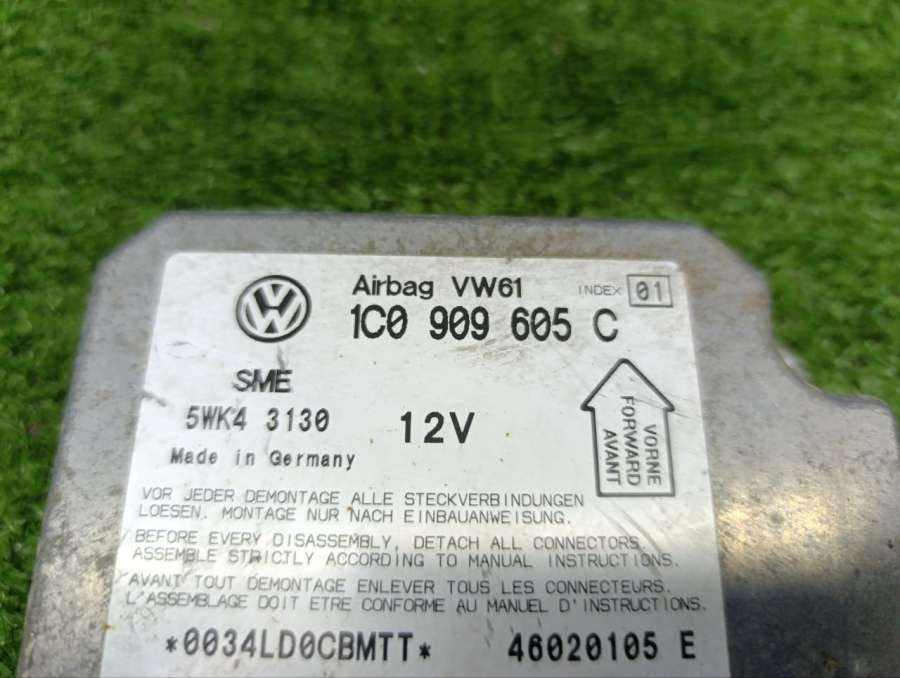 Airbag VW61 INDEX 01
1C0 909 605 C
SME
5WK4 3130 12V
Made in Germany
VORNE
FORWARD
AVANT
VOR JEDER DEMONTAGE ALLE STECKVERBINDUNGEN
LOESEN. MONTAGE NUR NACH EINBAUANWEISUNG.
BEFORE EVERY DISASSEMBLY, DETACH ALL CONNECTORS.
ASSEMBLE STRICTLY ACCORDING TO MANUAL INSTRUCTIONS.
AVANT TOUT DEMONTAGE ENLEVER TOUS LES CONNECTEURS.
L'ASSEMBLAGE DOIT ETRE CONFORME AU MANUEL D'INSTRUCTIONS.
*0034LD0CBMTT* 46020105 E